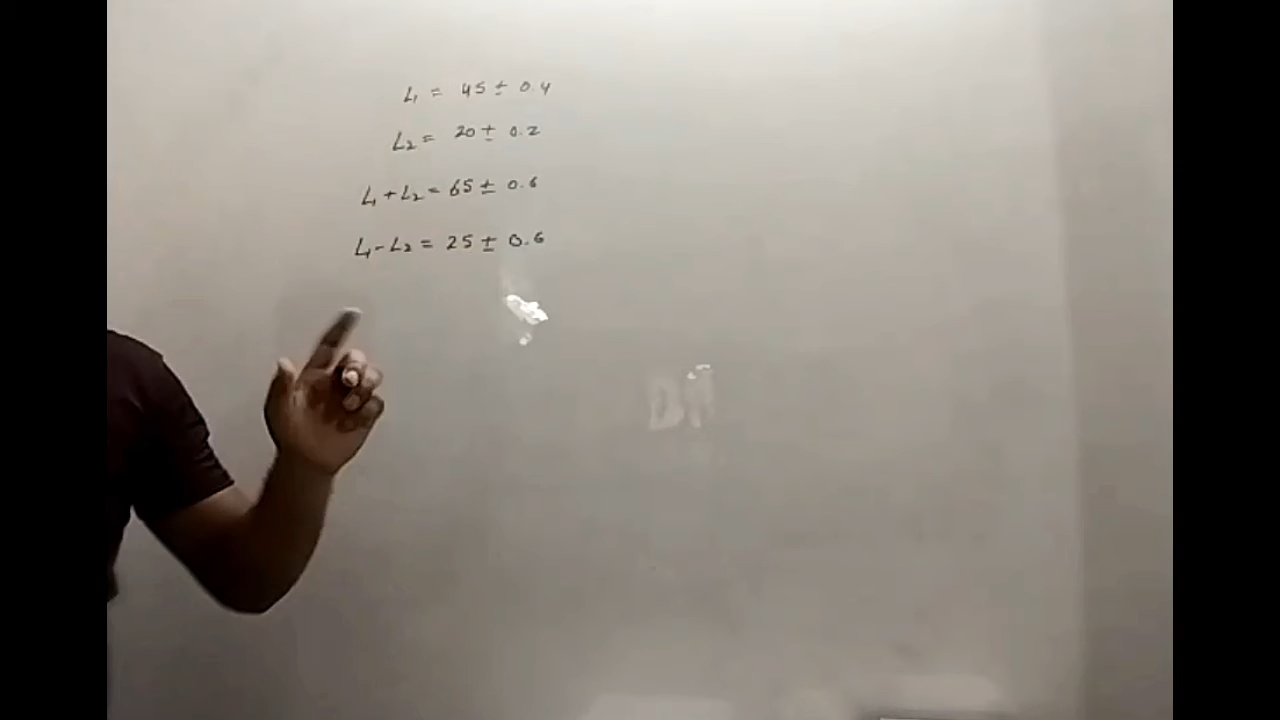 L1 = 45 ± 0.4
L2 = 20 ± 0.2
L1 + L2 = 65 ± 0.6
L1 - L2 = 25 ± 0.6